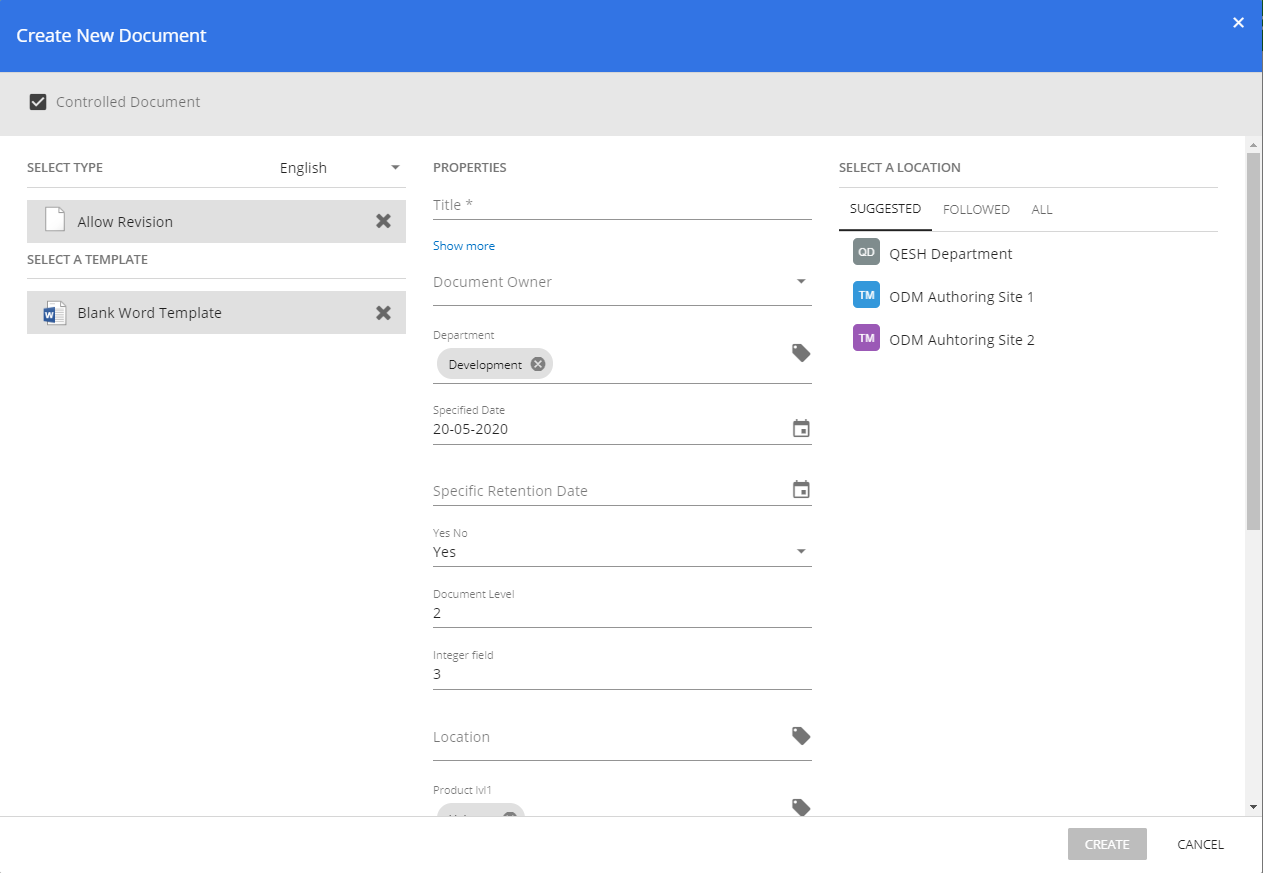 Create New Document
Controlled Document
SELECT TYPE
English
Allow Revision
SELECT A TEMPLATE
W
Blank Word Template
PROPERTIES
Title *
Show more
Document Owner
Department
Development
Specified Date
20-05-2020
Specific Retention Date
Yes No
Yes
Document Level
2
Integer field
3
Location
Product lvl1
SELECT A LOCATION
SUGGESTED FOLLOWED ALL
QD QESH Department
TM ODM Authoring Site 1
TM ODM Auhtoring Site 2
CREATE CANCEL